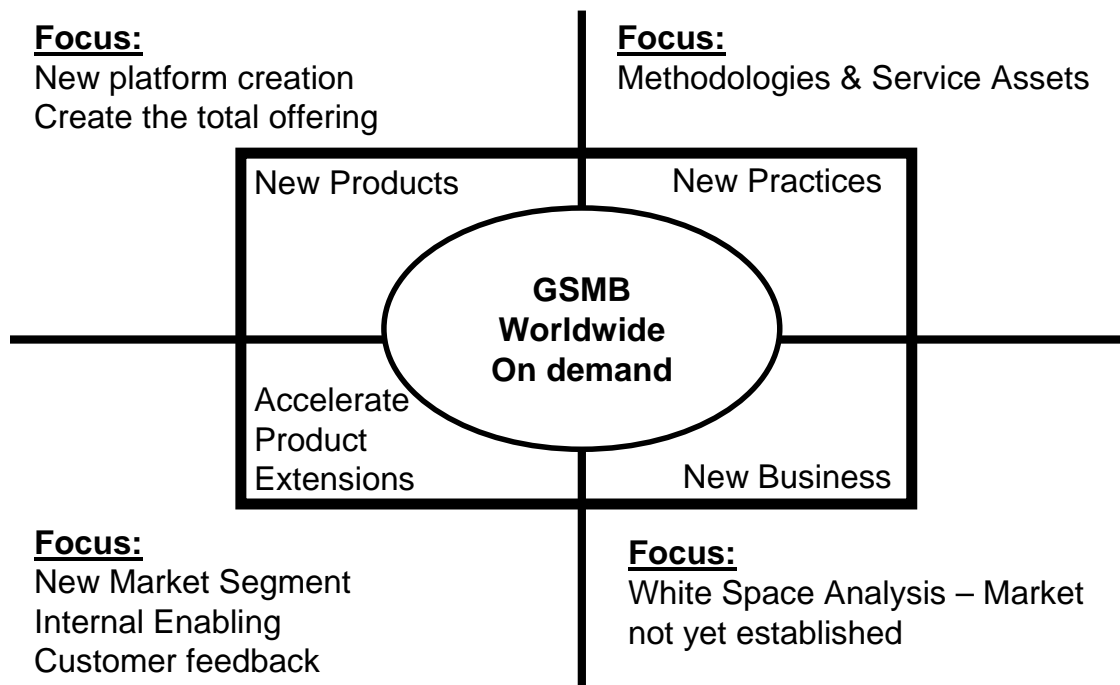 Focus:
New platform creation
Create the total offering
Focus:
Methodologies & Service Assets
New Products
New Practices
GSMB
Worldwide
On demand
Accelerate
Product
Extensions
New Business
Focus:
New Market Segment
Internal Enabling
Customer feedback
Focus:
White Space Analysis – Market
not yet established